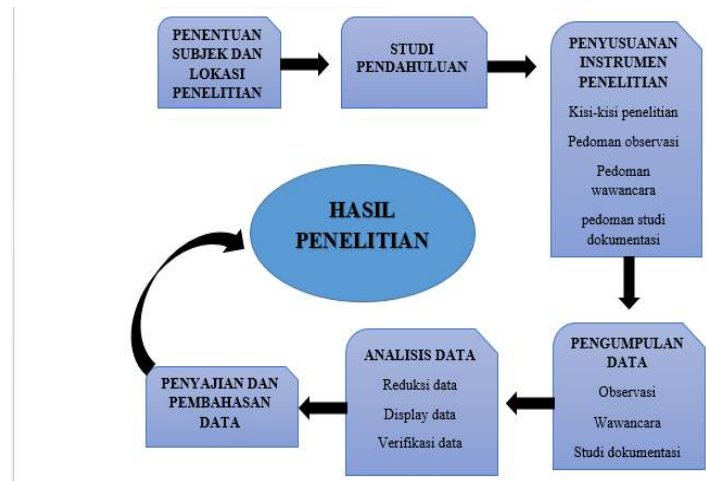 PENENTUAN
SUBJEK DAN
LOKASI
PENELITIAN
STUDI
PENDAHULUAN
PENYUSUANAN
INSTRUMEN
PENELITIAN
Kisi-kisi penelitian
Pedoman observasi
Pedoman
wawancara
pedoman studi
dokumentasi
PENGUMPULAN
DATA
Observasi
Wawancara
Studi dokumentasi
ANALISIS DATA
Reduksi data
Display data
Verifikasi data
PENYAJIAN DAN
PEMBAHASAN
DATA
HASIL
PENELITIAN